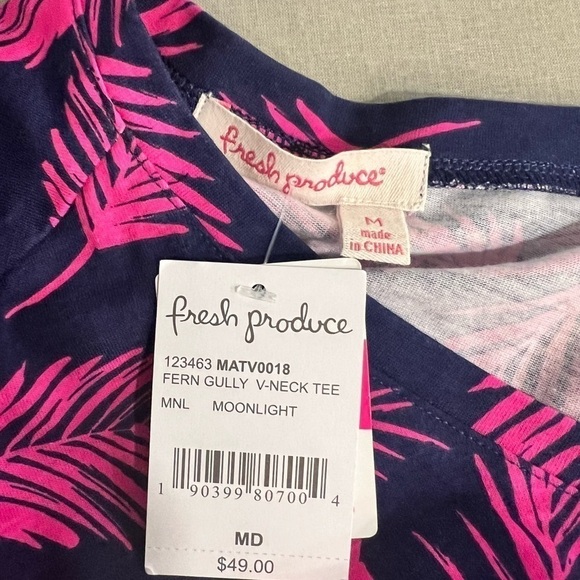 fresh produce®
M
made
in CHINA
fresh produce
123463 MATV0018
FERN GULLY V-NECK TEE
MNL MOONLIGHT
1 90399 80700 4
MD
$49.00